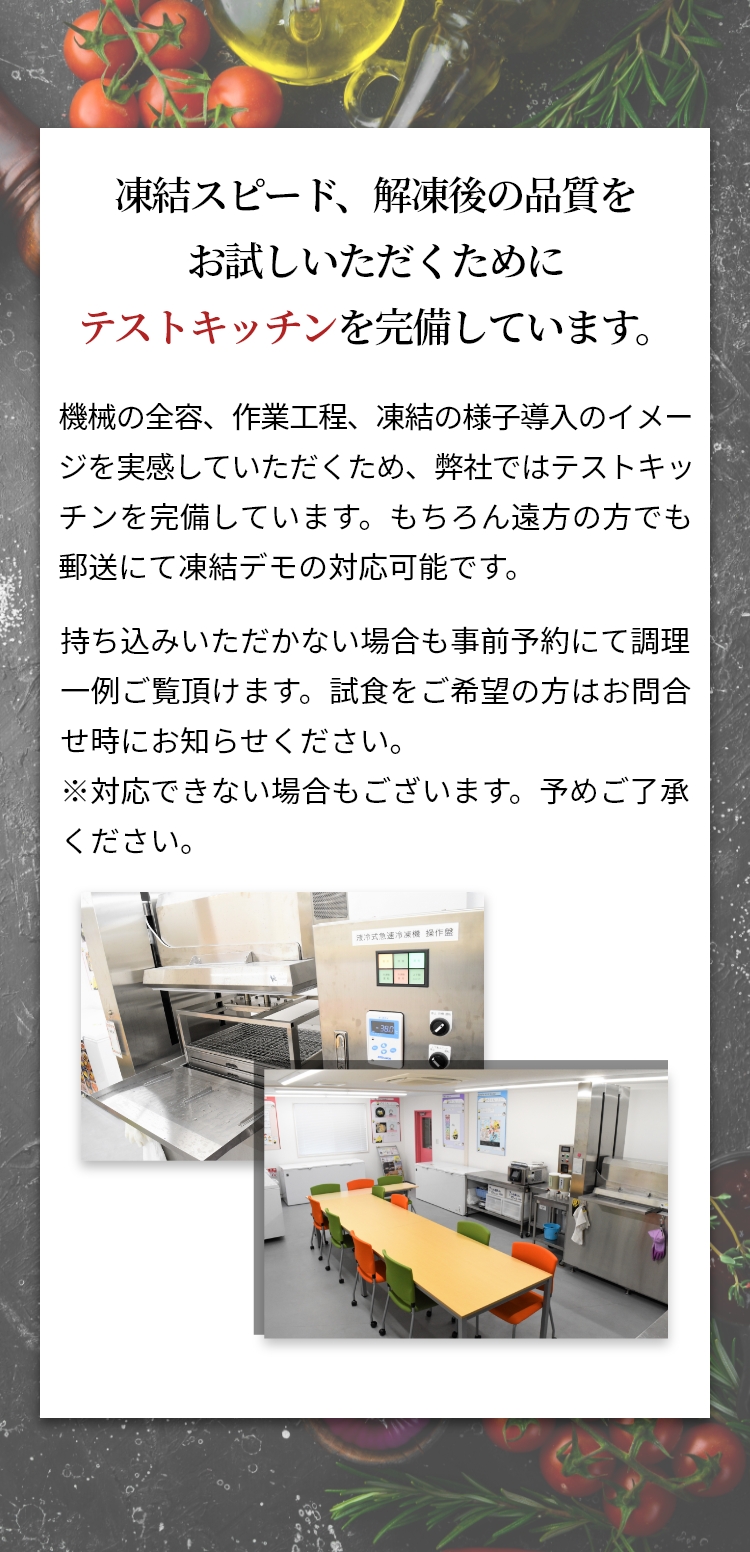 凍結スピード、解凍後の品質を
お試しいただくために
テストキッチンを完備しています。
機械の全容、作業工程、凍結の様子導入のイメー
ジを実感していただくため、弊社ではテストキッ
チンを完備しています。もちろん遠方の方でも
郵送にて凍結デモの対応可能です。
持ち込みいただかない場合も事前予約にて調理
一例ご覧頂けます。試食をご希望の方はお問合
せ時にお知らせください。
※対応できない場合もございます。予めご了承
ください。
液冷式急速冷凍機 操作盤